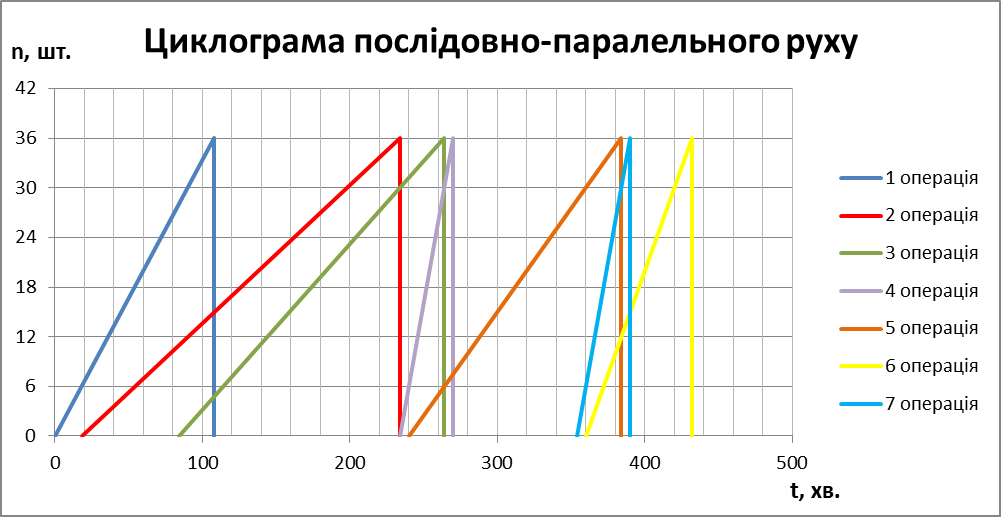 Циклограма послідовно-паралельного руху
n, шт.
42
36
30
24
18
12
6
0
0 100 200 300 400 500
t, хв.
1 операція
2 операція
3 операція
4 операція
5 операція
6 операція
7 операція